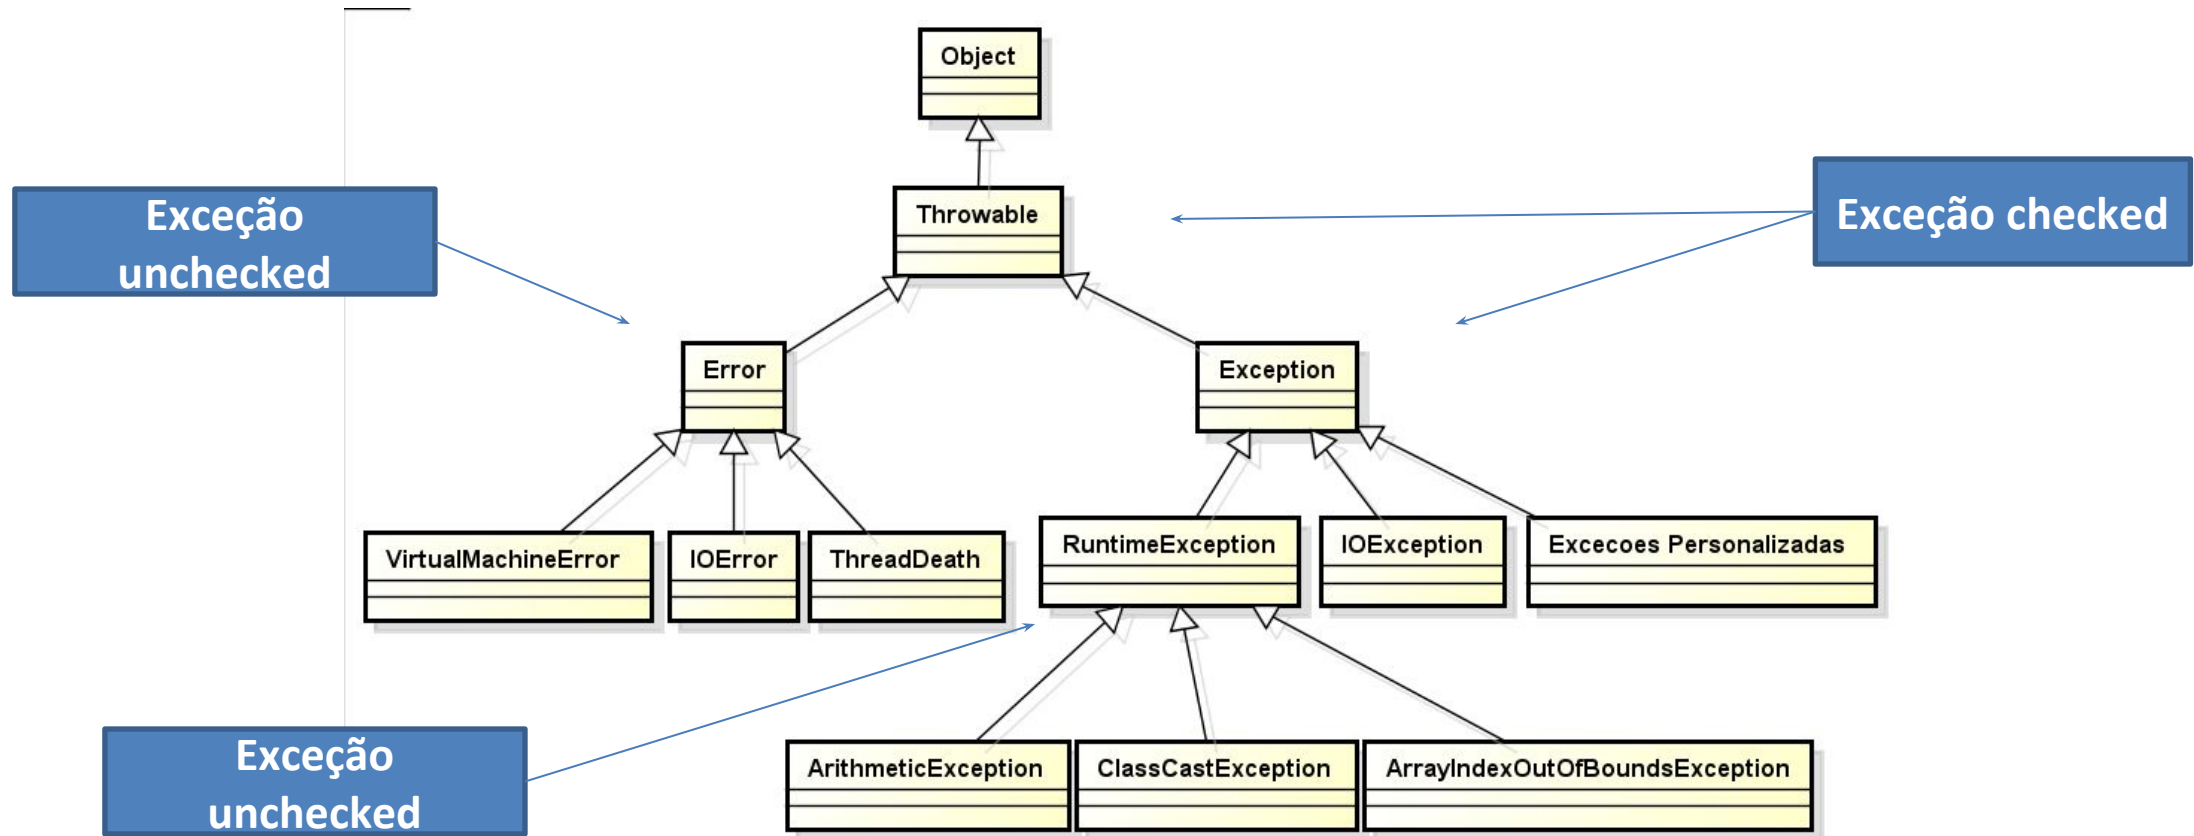 Object
Exceção
unchecked
Throwable
Exceção checked
Error
Exception
VirtualMachineError
IOError
ThreadDeath
RuntimeException
IOException
Excecoes Personalizadas
Exceção
unchecked
ArithmeticException
ClassCastException
ArrayIndexOutOfBoundsException